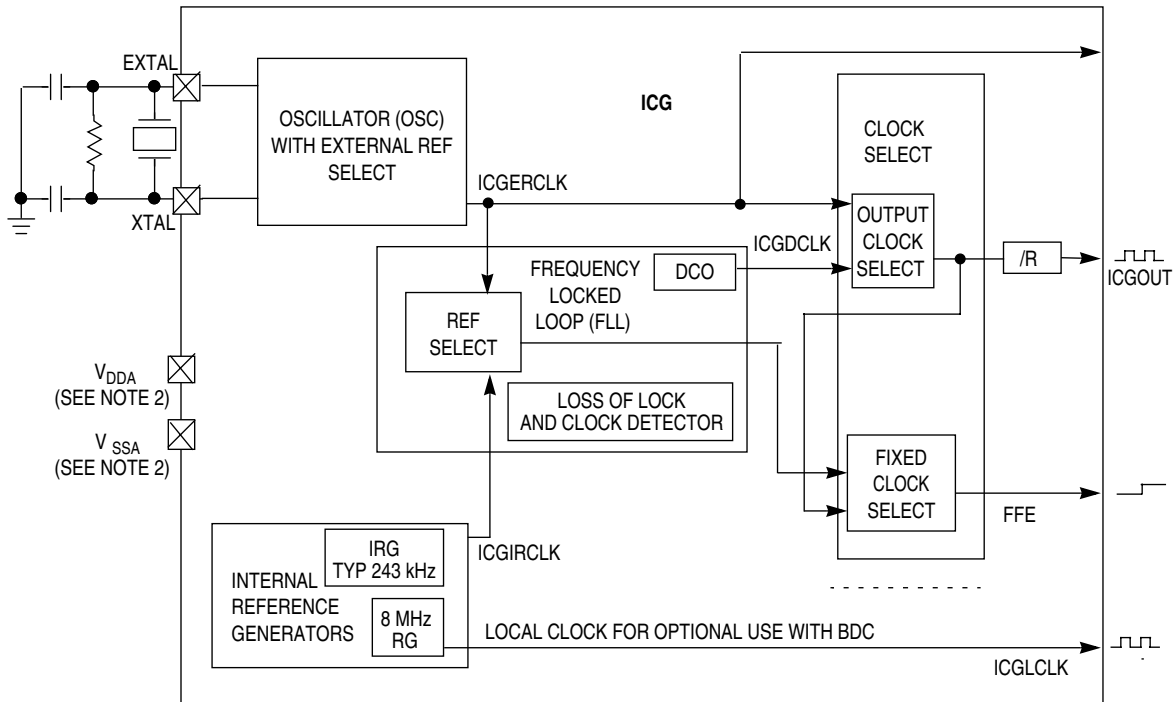 EXTAL
XTAL
OSCILLATOR (OSC)
WITH EXTERNAL REF
SELECT
ICG
ICGERCLK
CLOCK
SELECT
OUTPUT
CLOCK
SELECT
/R
ICGOUT
FREQUENCY
LOCKED
LOOP (FLL)
DCO
ICGDCLK
REF
SELECT
LOSS OF LOCK
AND CLOCK DETECTOR
VDDA
(SEE NOTE 2)
VSSA
(SEE NOTE 2)
FIXED
CLOCK
SELECT
FFE
ICGIRCLK
IRG
TYP 243 kHz
INTERNAL
REFERENCE
GENERATORS
8 MHz
RG
LOCAL CLOCK FOR OPTIONAL USE WITH BDC
ICGLCLK